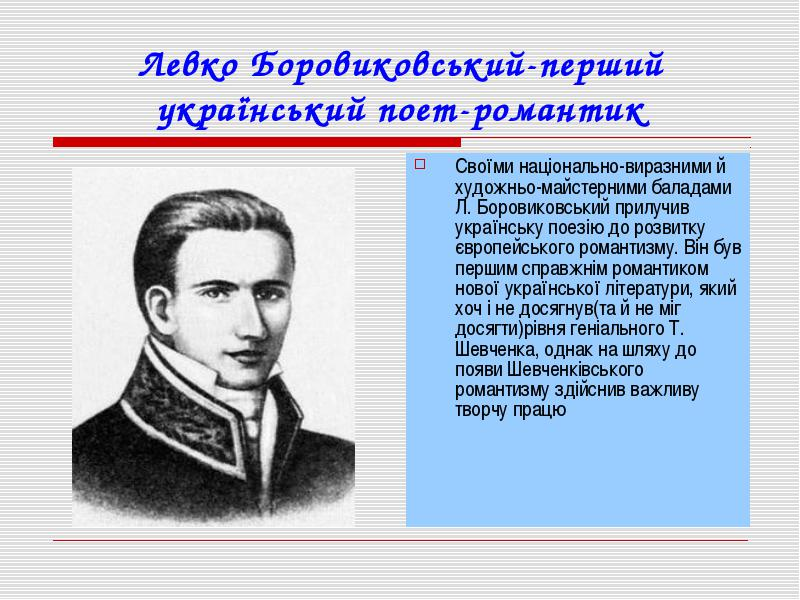 Левко Боровиковський-перший
український поет-романтик
Своїми національно-виразними й
художньо-майстерними баладами
Л. Боровиковський прилучив
українську поезію до розвитку
європейського романтизму. Він був
першим справжнім романтиком
нової української літератури, який
хоч і не досягнув(та й не міг
досягти)рівня геніального Т.
Шевченка, однак на шляху до
появи Шевченківського
романтизму здійснив важливу
творчу працю